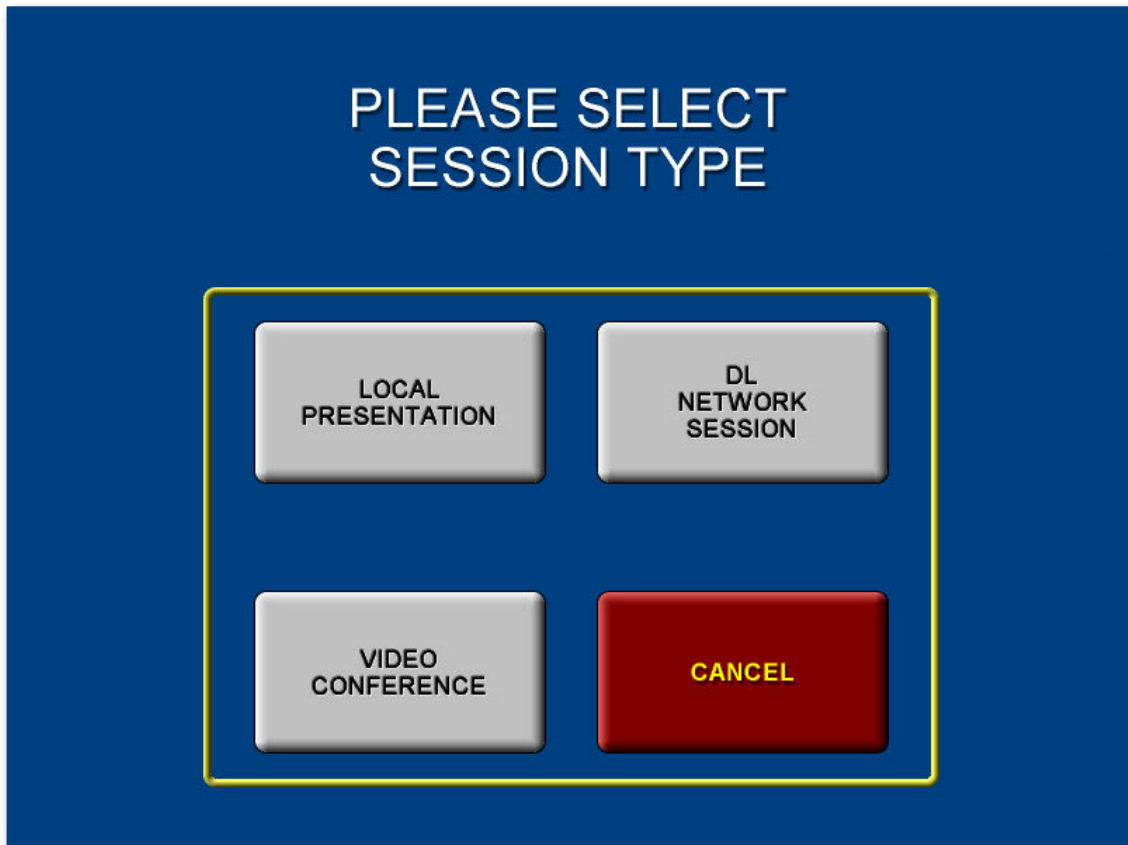 PLEASE SELECT
SESSION TYPE
LOCAL
PRESENTATION
DL
NETWORK
SESSION
VIDEO
CONFERENCE
CANCEL